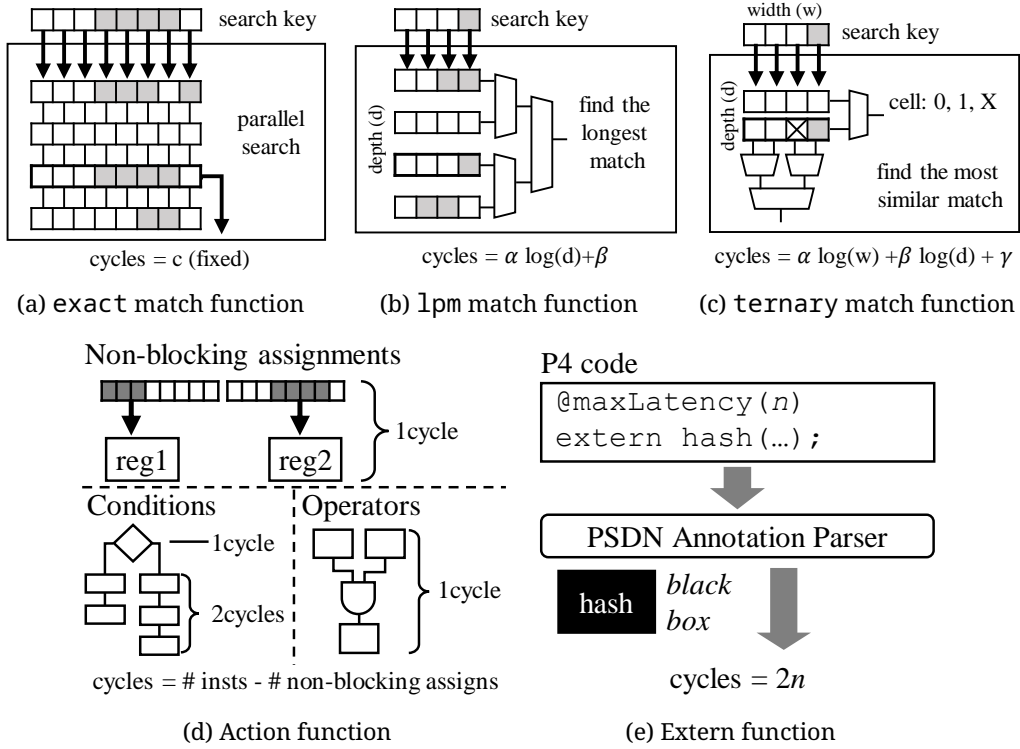 search key
parallel
search
cycles = c (fixed)
(a) exact match function
search key
depth (d)
find the
longest
match
cycles = α log(d)+β
(b) lpm match function
width (w)
search key
depth (d)
cell: 0, 1, X
find the most
similar match
cycles = α log(w) +β log(d) + γ
(c) ternary match function
Non-blocking assignments
reg1
reg2
1cycle
Conditions
1cycle
2cycles
Operators
1cycle
cycles = # insts - # non-blocking assigns
(d) Action function
P4 code
@maxLatency(n)
extern hash(…);
PSDN Annotation Parser
hash
black
box
cycles = 2n
(e) Extern function